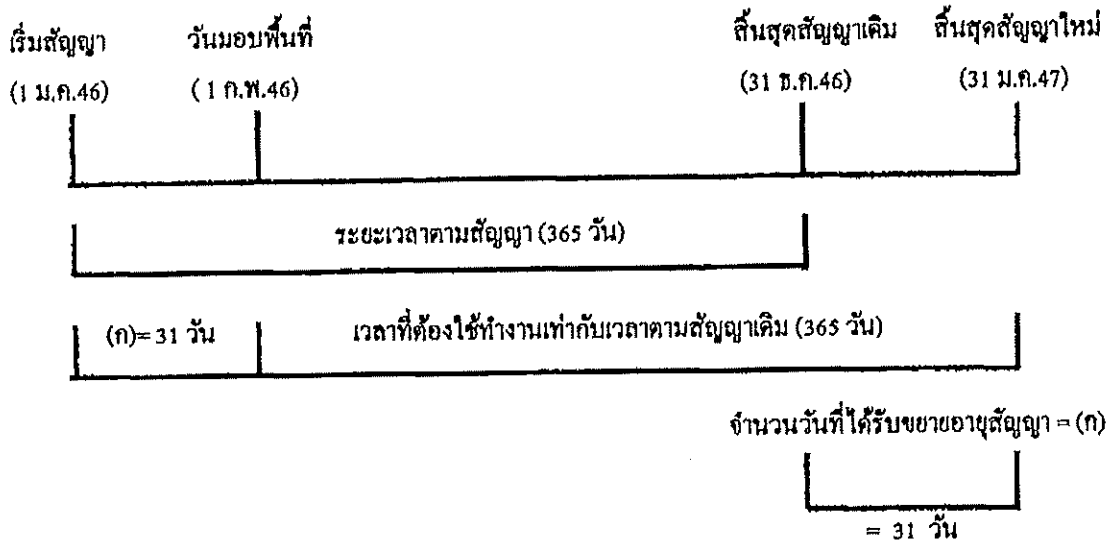 เริ่มสัญญา วันมอบพื้นที่ สิ้นสุดสัญญาเดิม สิ้นสุดสัญญาใหม่
(1 ม.ค.46) ( 1 ก.พ.46) (31 ธ.ค.46) (31 ม.ค.47)
ระยะเวลาตามสัญญา (365 วัน)
(ก)= 31 วัน เวลาที่ต้องใช้ทำงานเท่ากับเวลาตามสัญญาเดิม (365 วัน)
จำนวนวันที่ได้รับขยายอายุสัญญา = (ก)
= 31 วัน